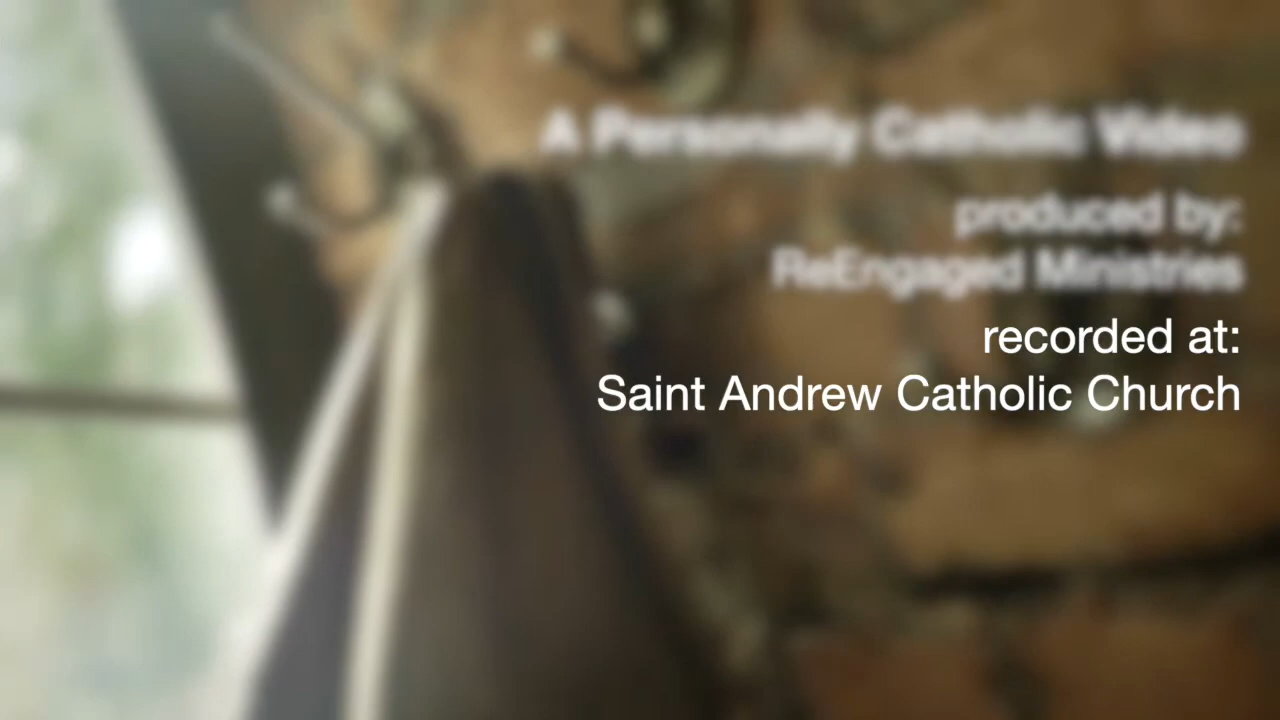 A Personally Catholic Video
produced by:
ReEngaged Ministries
recorded at:
Saint Andrew Catholic Church